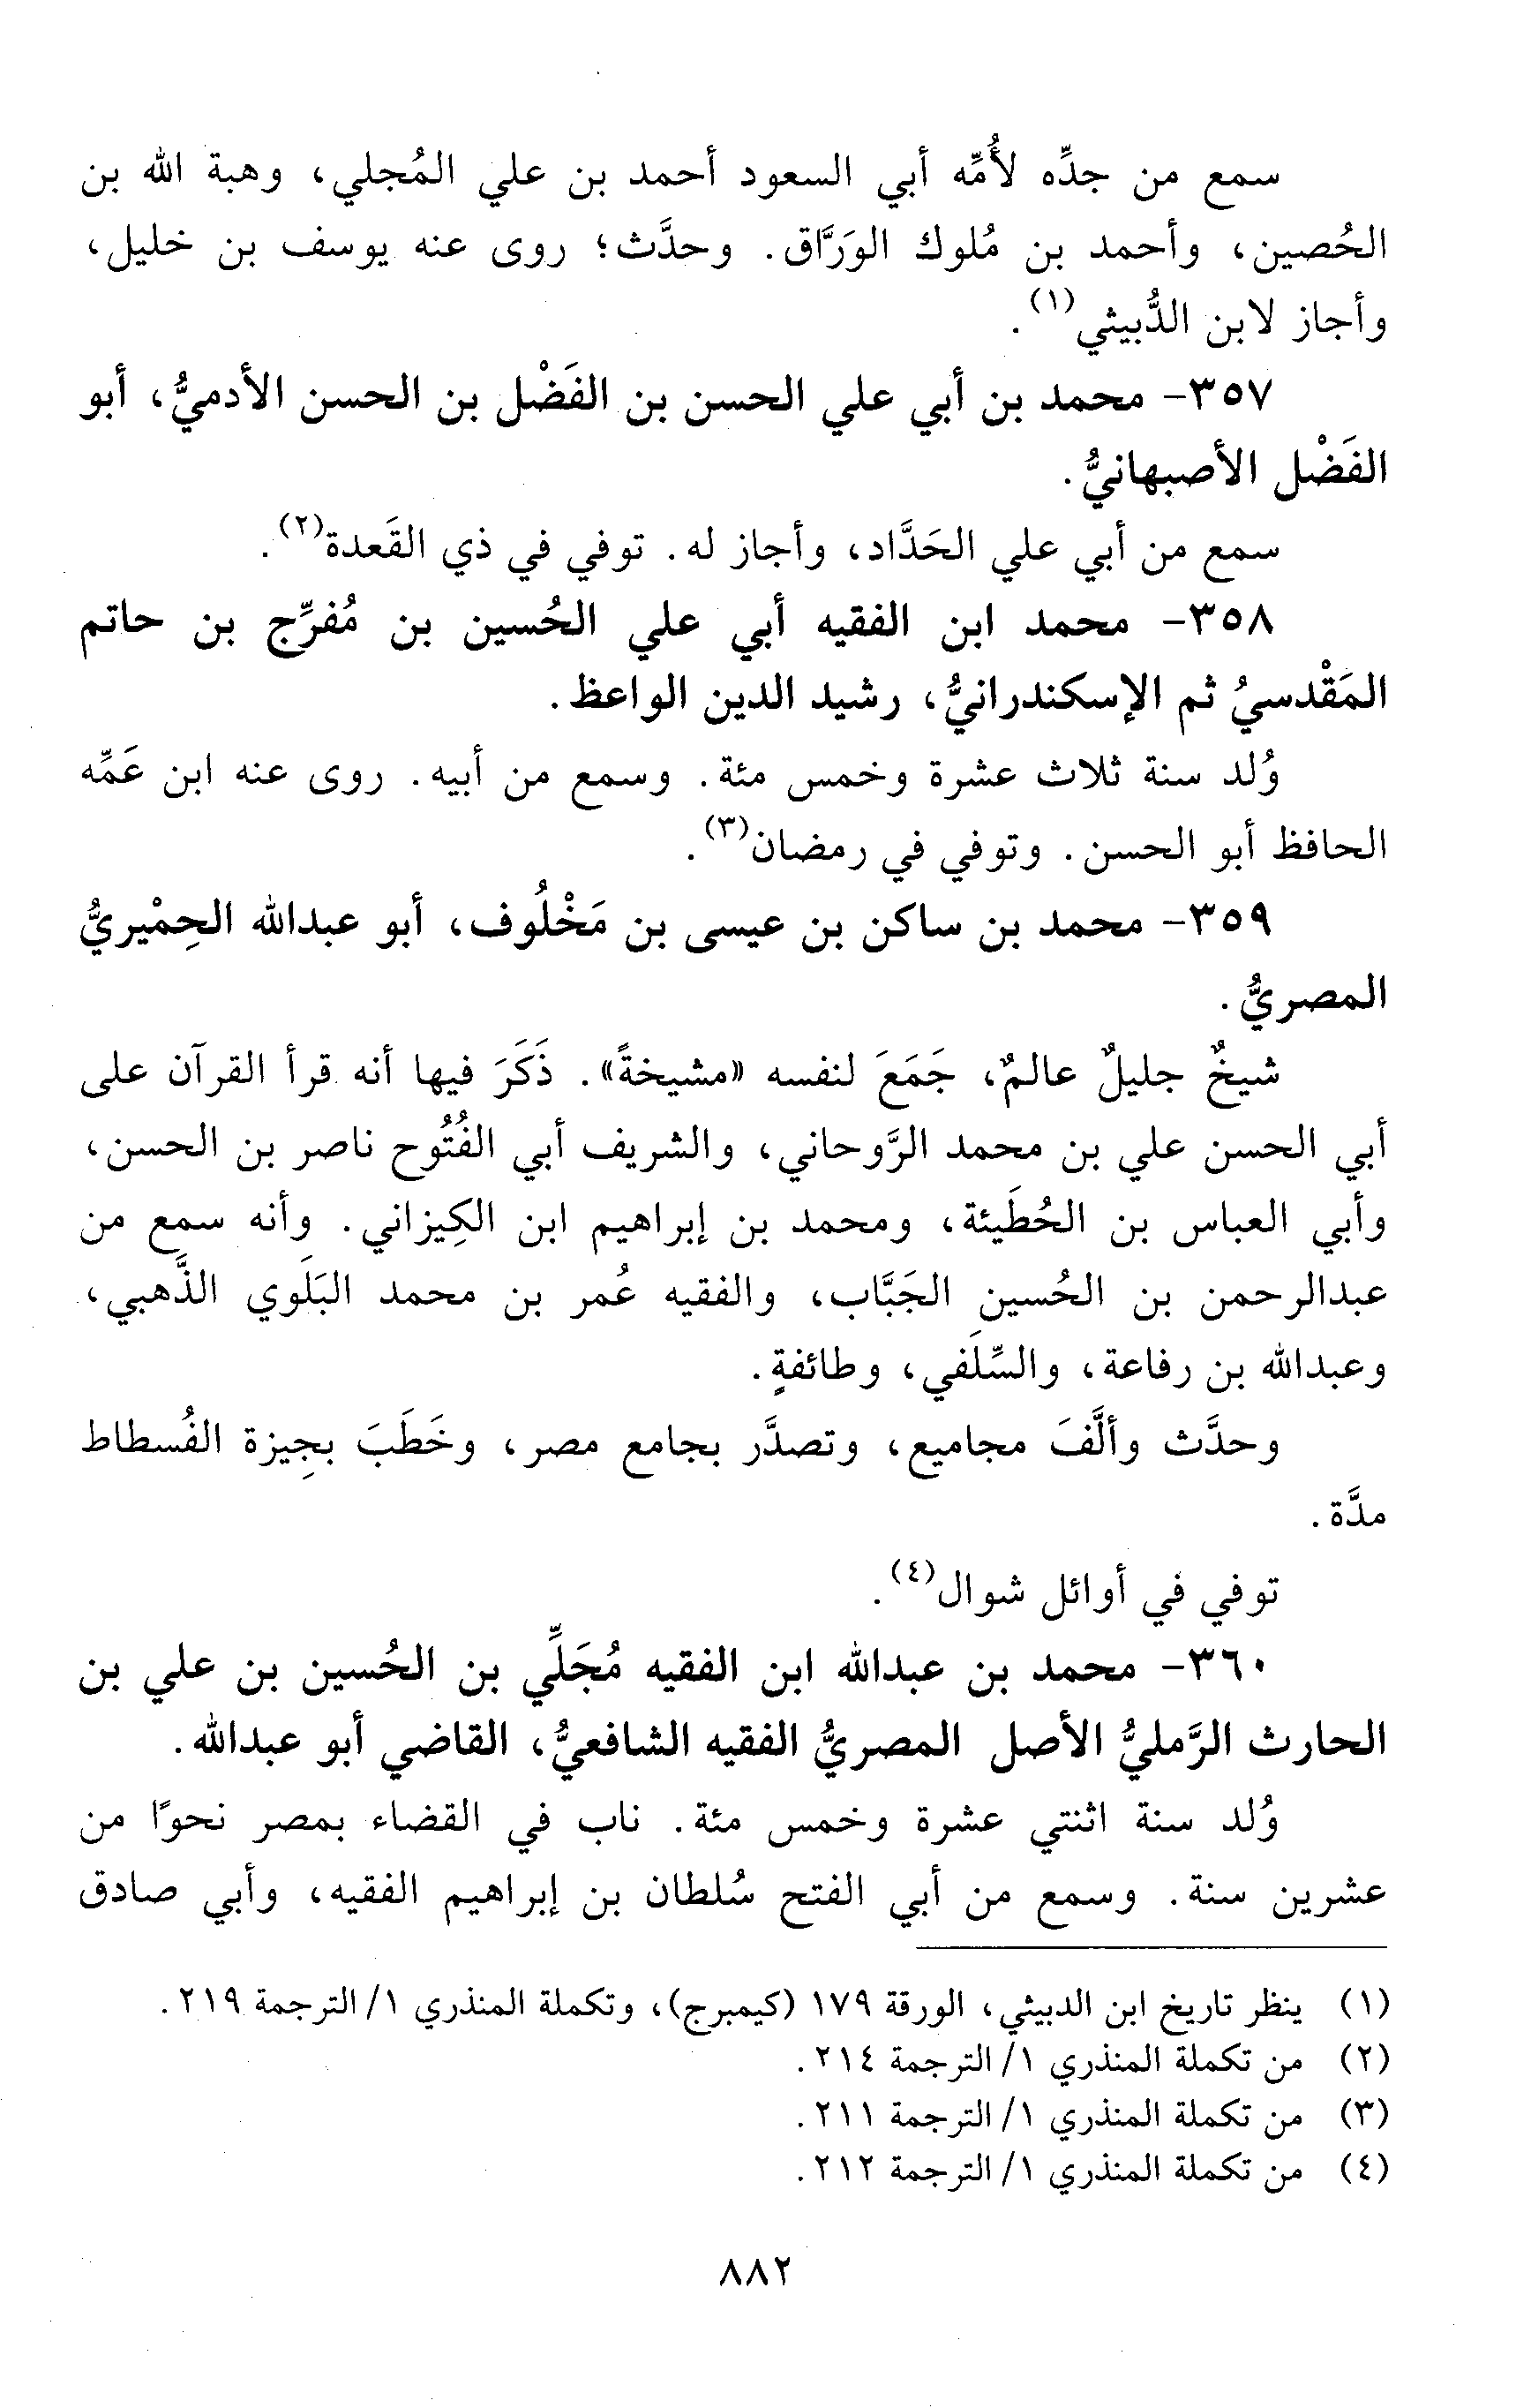 سمع من جدِّه لأُمِّه أبي السعود أحمد بن علي المُجلي، وهبة الله بن
الحُصين، وأحمد بن مُلوك الوَرَّاق. وحدَّث؛ روى عنه يوسف بن خليل،
وأجاز لابن الدُّبيثي(١).
٣٥٧- محمد بن أبي علي الحسن بن الفَضْل بن الحسن الأدميُّ، أبو
الفَضْل الأصبهانيُّ.
سمع من أبي علي الحَدَّاد، وأجاز له. توفي في ذي القَعدة(٢).
٣٥٨- محمد ابن الفقيه أبي علي الحُسين بن مُفرِّج بن حاتم
المَقْدسيُ ثم الإسكندرانيُّ، رشيد الدين الواعظ.
وُلد سنة ثلاث عشرة وخمس مئة. وسمع من أبيه. روى عنه ابن عَمِّه
الحافظ أبو الحسن. وتوفي في رمضان(٣).
٣٥٩- محمد بن ساكن بن عيسى بن مَخْلُوف، أبو عبدالله الحِمْيريُّ
المصريُّ.
شيخٌ جليلٌ عالمٌ، جَمَعَ لنفسه «مشيخةً». ذَكَرَ فيها أنه قرأ القرآن على
أبي الحسن علي بن محمد الرَّوحاني، والشريف أبي الفُتُوح ناصر بن الحسن،
وأبي العباس بن الحُطَيئة، ومحمد بن إبراهيم ابن الكِيزاني. وأنه سمع من
عبدالرحمن بن الحُسين الجَبَّاب، والفقيه عُمر بن محمد البَلَوي الذَّهبي،
وعبدالله بن رفاعة، والسِّلَفي، وطائفةٍ.
وحدَّث وألَّفَ مجاميع، وتصدَّر بجامع مصر، وخَطَبَ بجِيزة الفُسطاط
مدَّة.
توفي في أوائل شوال(٤).
٣٦٠- محمد بن عبدالله ابن الفقيه مُجَلِّي بن الحُسين بن علي بن
الحارث الرَّمليُّ الأصل المصريُّ الفقيه الشافعيُّ، القاضي أبو عبدالله.
وُلد سنة اثنتي عشرة وخمس مئة. ناب في القضاء بمصر نحوًا من
عشرين سنة. وسمع من أبي الفتح سُلطان بن إبراهيم الفقيه، وأبي صادق
(١) ينظر تاريخ ابن الدبيثي، الورقة ١٧٩ (كيمبرج)، وتكملة المنذري ١/ الترجمة ٢١٩.
(٢) من تكملة المنذري ١/ الترجمة ٢١٤.
(٣) من تكملة المنذري ١/ الترجمة ٢١١.
(٤) من تكملة المنذري ١/ الترجمة ٢١٢.
٨٨٢